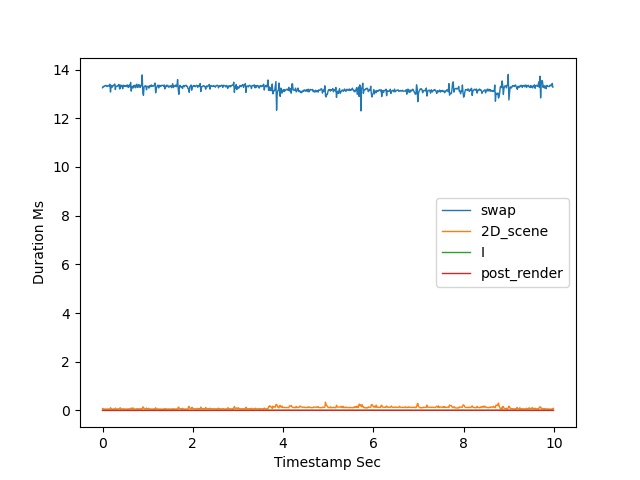 14
12
10
8
6
4
2
0
Duration Ms
swap
2D_scene
I
post_render
0 2 4 6 8 10
Timestamp Sec